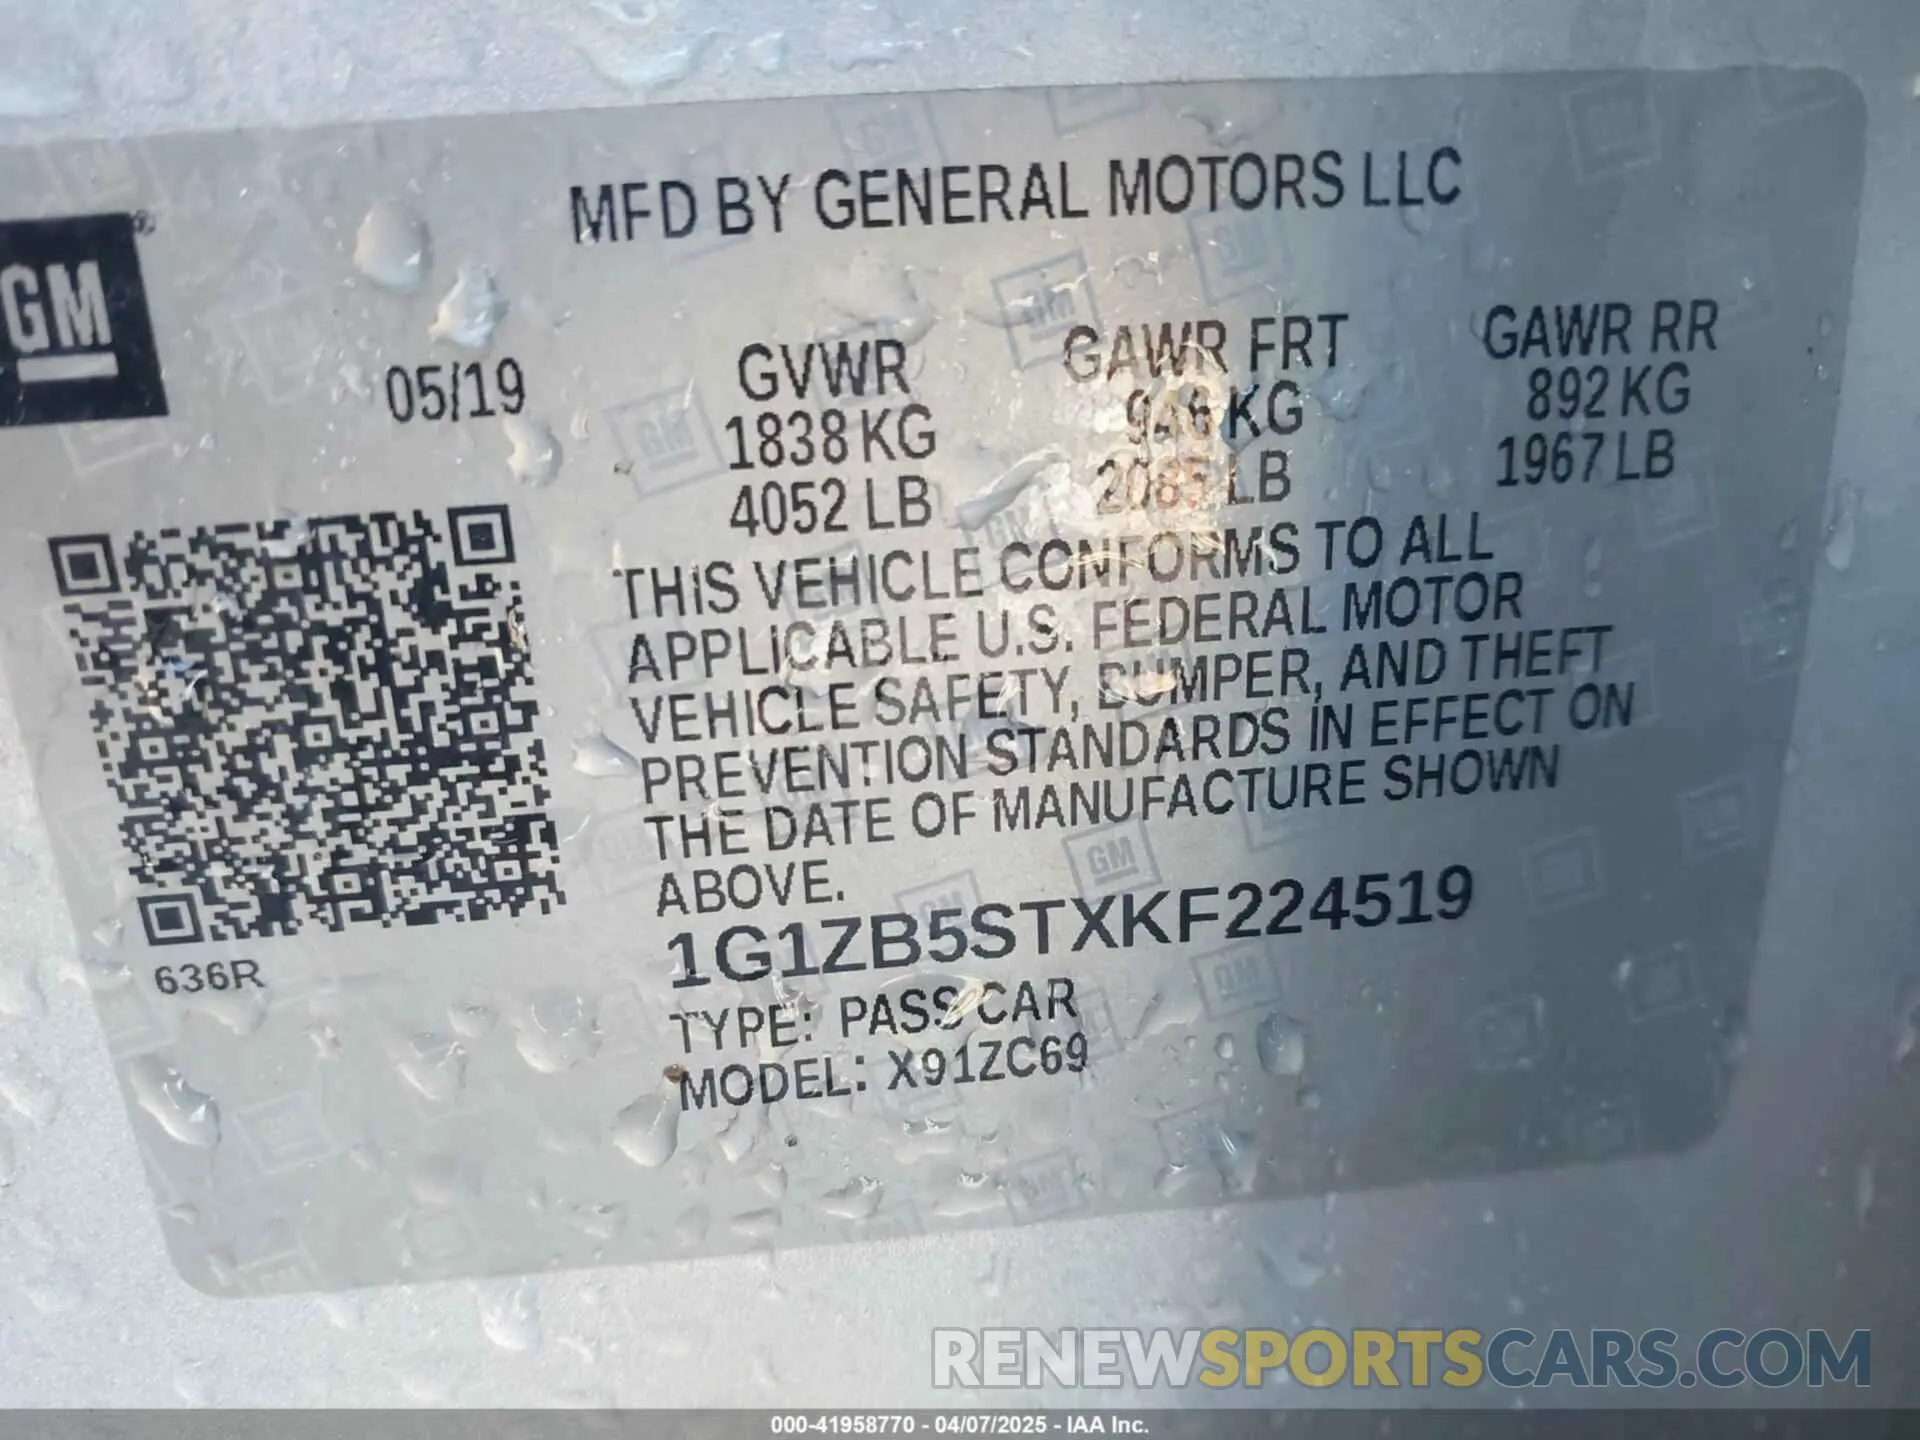 MFD BY GENERAL MOTORS LLC
GM®
05/19
GVWR
1838 KG
4052 LB
GAWR FRT
946 KG
2085 LB
GAWR RR
892 KG
1967 LB
THIS VEHICLE CONFORMS TO ALL
APPLICABLE U.S. FEDERAL MOTOR
VEHICLE SAFETY, BUMPER, AND THEFT
PREVENTION STANDARDS IN EFFECT ON
THE DATE OF MANUFACTURE SHOWN
ABOVE.
1G1ZB5STXKF224519
TYPE: PASS CAR
MODEL: X91ZC69
636R
RENEWSPORTSCARS.COM
000-41958770 - 04/07/2025 - IAA Inc.